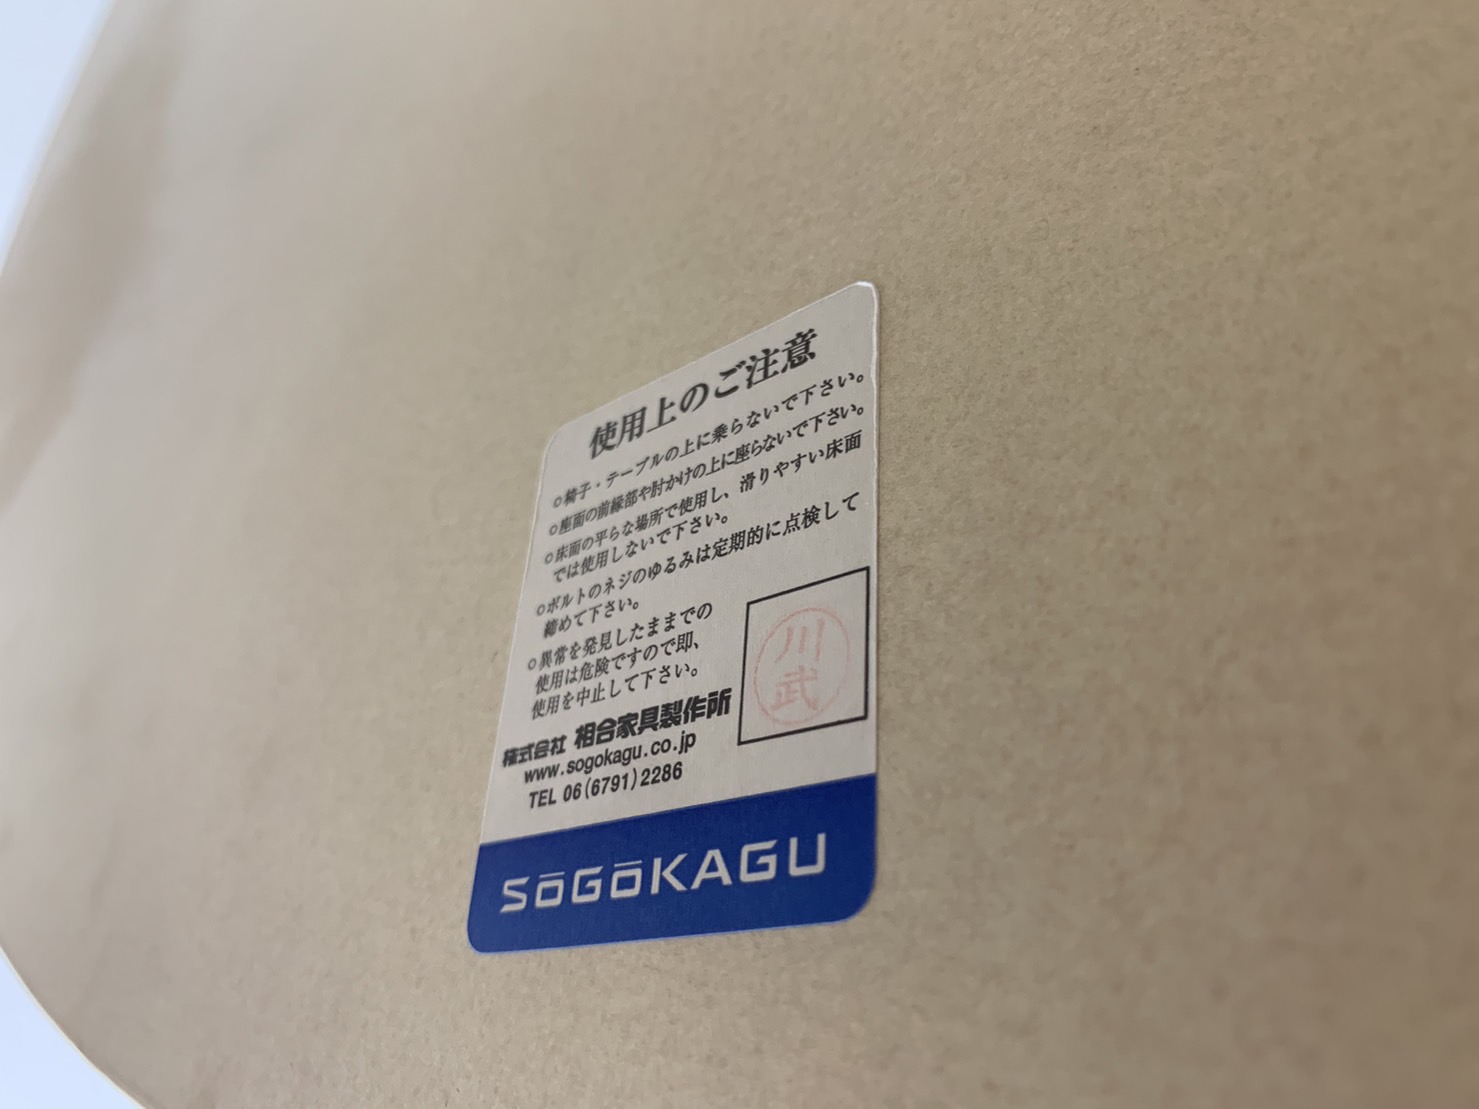 使用上のご注意
○椅子・テーブルの上に乗らないで下さい。
○座面の前縁部や肘かけの上に座らないで下さい。
○床面の平らな場所で使用し、滑りやすい床面
では使用しないで下さい。
○ボルトのネジのゆるみは定期的に点検して
締めて下さい。
○異常を発見したままでの
使用は危険ですので即、
使用を中止して下さい。
川武
株式会社 相合家具製作所
www.sogokagu.co.jp
TEL 06(6791)2286
SŌGŌKAGU